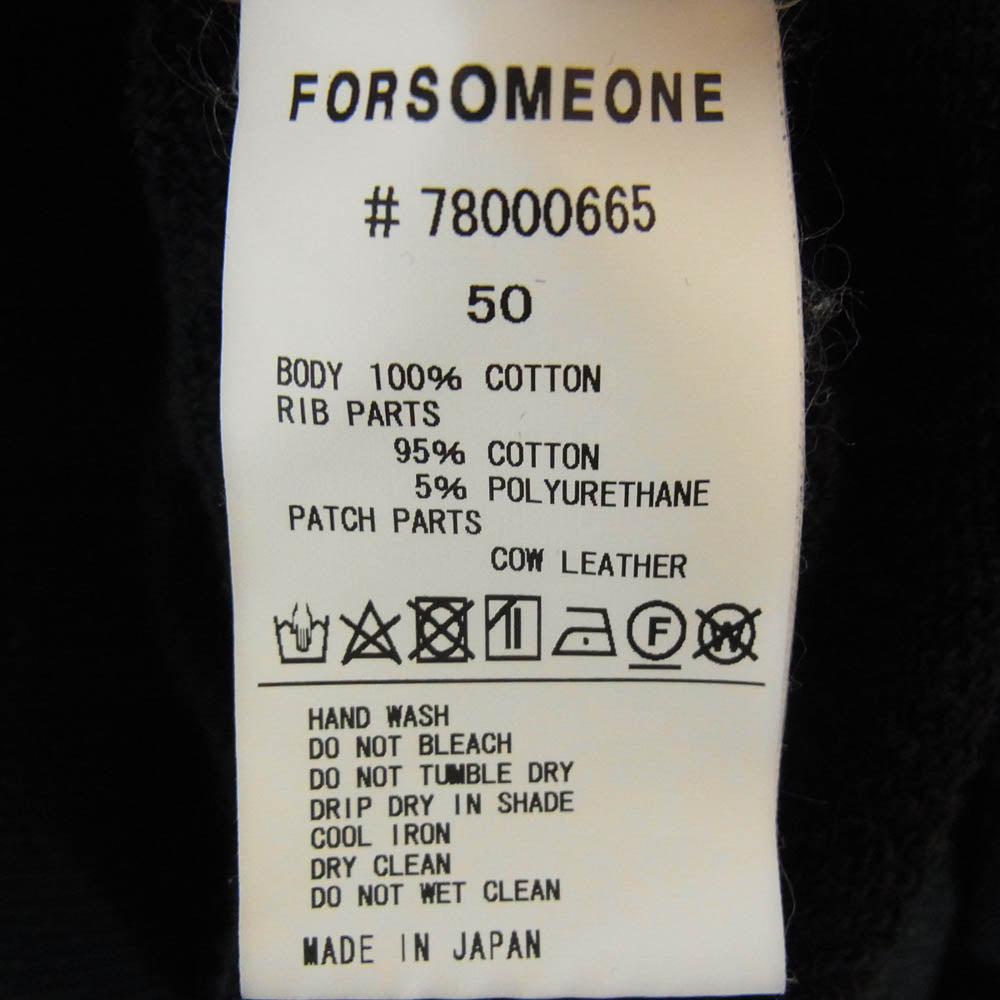 FORSOMEONE
# 78000665
50
BODY 100% COTTON
RIB PARTS
95% COTTON
5% POLYURETHANE
PATCH PARTS
COW LEATHER
F W
HAND WASH
DO NOT BLEACH
DO NOT TUMBLE DRY
DRIP DRY IN SHADE
COOL IRON
DRY CLEAN
DO NOT WET CLEAN
MADE IN JAPAN